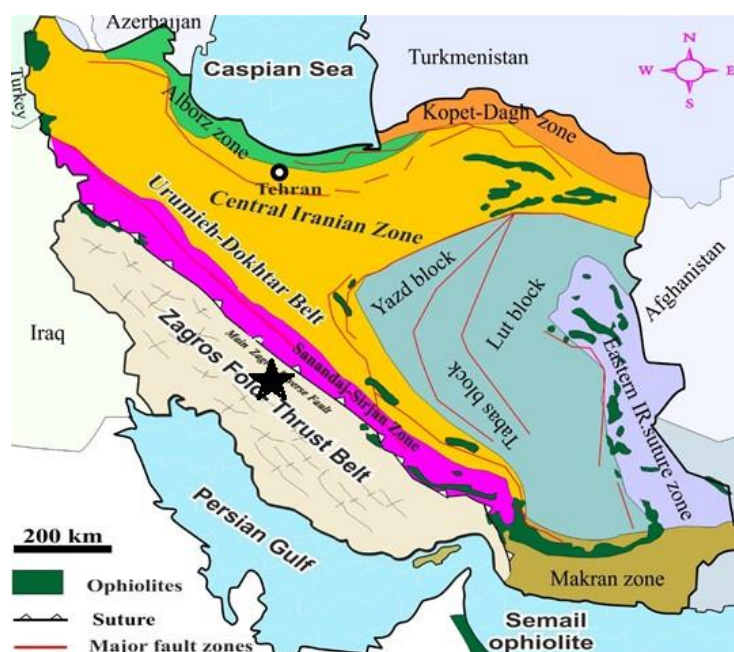 Azerbaijan
Turkmenistan
N
W E
S
Caspian Sea
Turkey
Alborz zone
Kopet-Dagh zone
Tehran
Central Iranian Zone
Urumieh-Dokhtar Belt
Yazd block
Lut block
Afghanistan
Iraq
Sanandaj-Sirjan Zone
Tabas block
Eastern IR.suture zone
Zagros Fold Thrust Belt
Persian Gulf
200 km
Ophiolites
Makran zone
Suture
Semail
ophiolite
Major fault zones